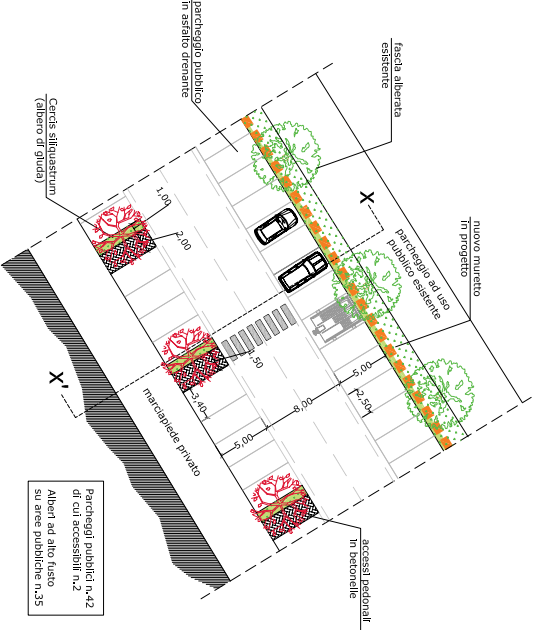 parcheggio pubblico
in asfalto drenante
fascia alberata
esistente
Cercis siliquastrum
(albero di giuda)
1,00
2,00
X
parcheggio ad uso
pubblico esistente
nuovo muretto
in progetto
1,50
5,00
2,50
8,00
3,40
5,00
X'
marciapiede privato
accessi pedonali
in betonelle
Parcheggi pubblici n.42
di cui accessibili n.2
Alberi ad alto fusto
su aree pubbliche n.35